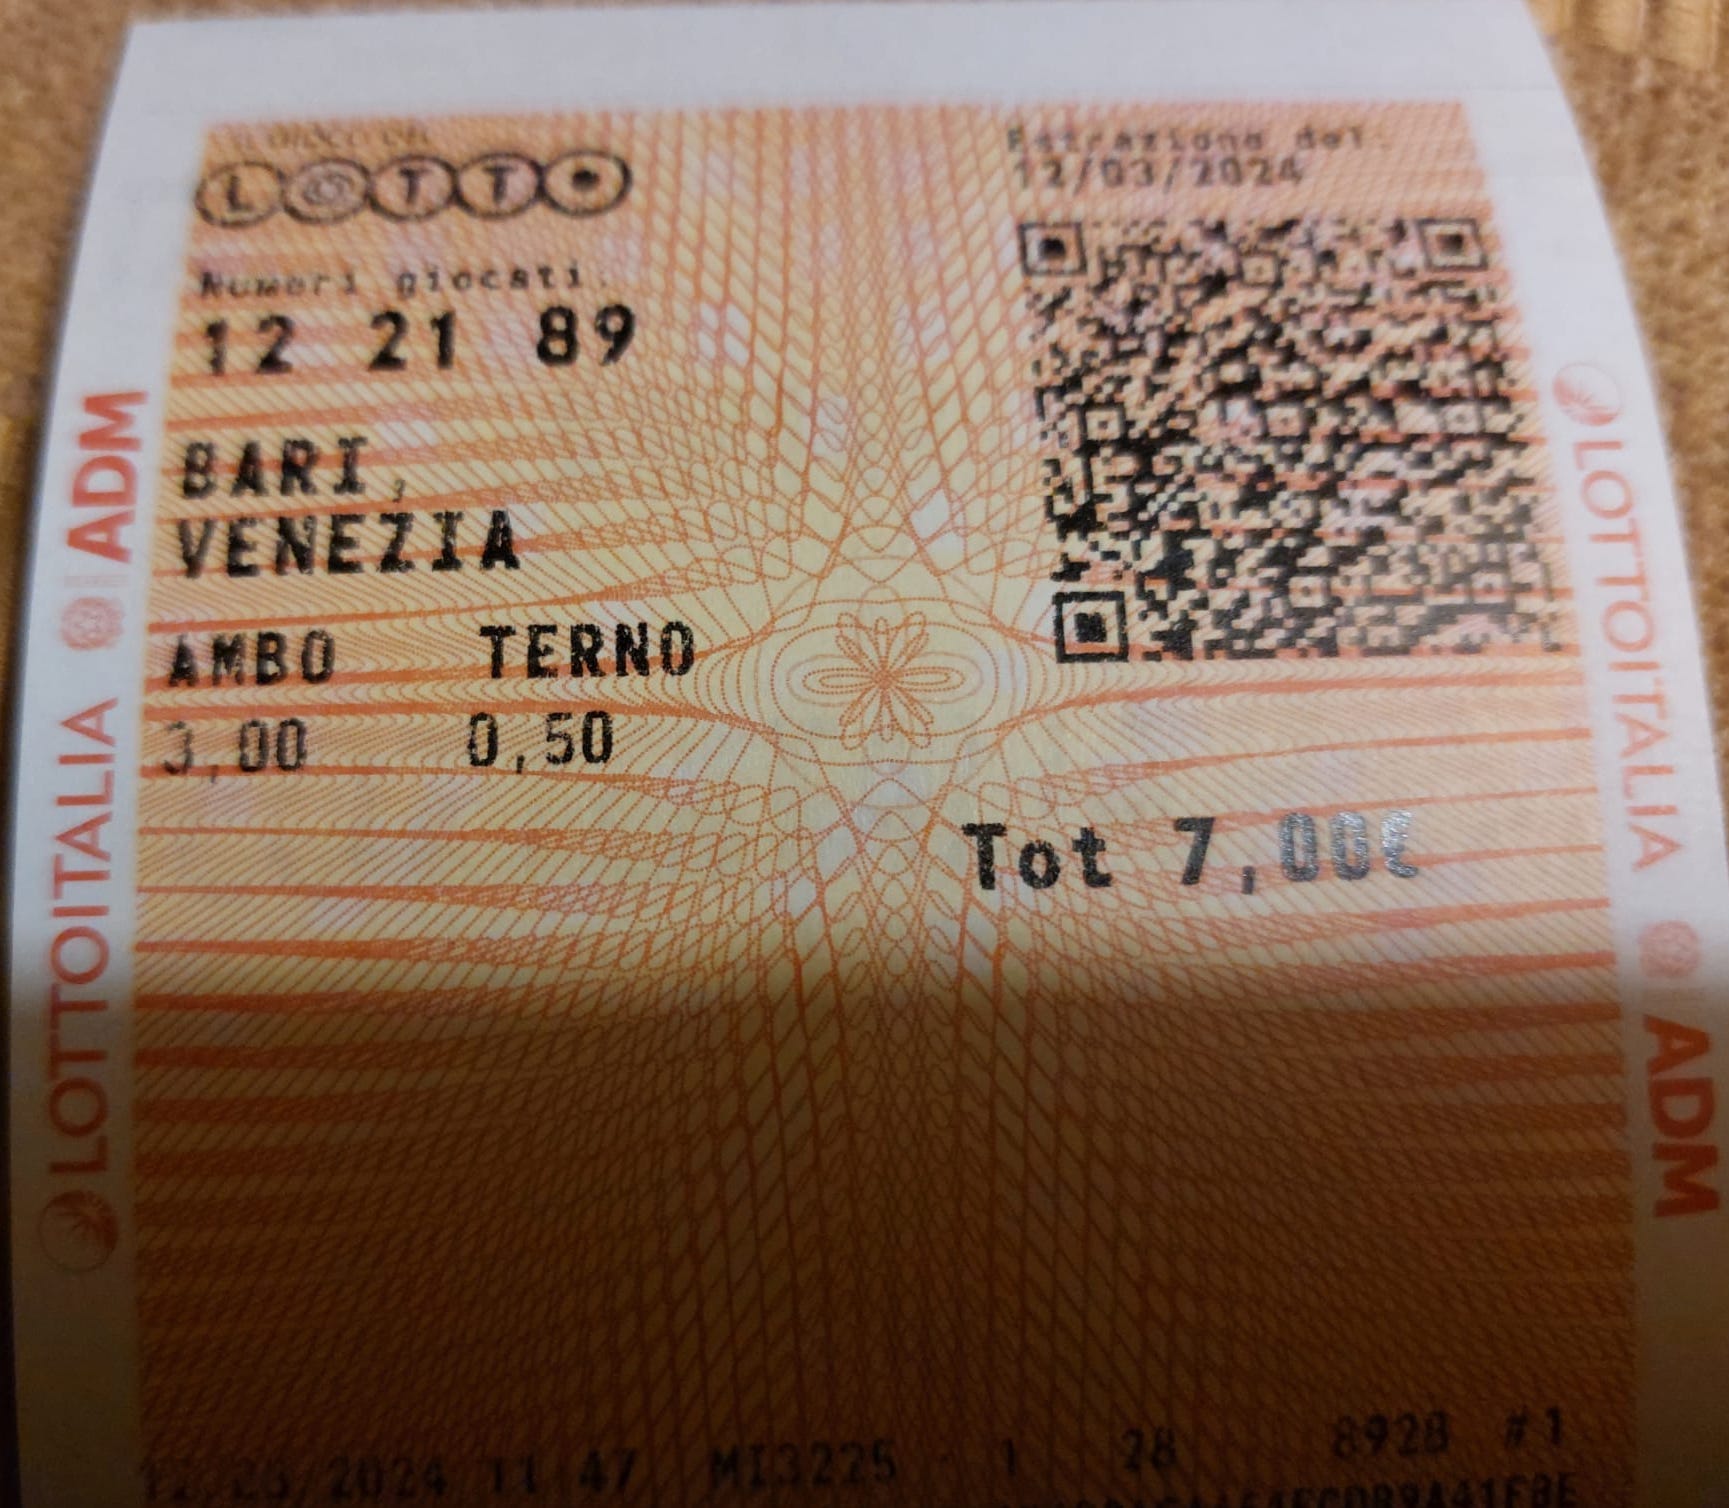 LOTTO
Estrazione del:
12/03/2024
Numeri giocati:
12 21 89
BARI,
VENEZIA
AMBO TERNO
3,00 0,50
Tot 7,00€
2024 11 47 MI3225 - 1 28 8928 #1
LOTTOITALIA ADM
LOTTOITALIA ADM